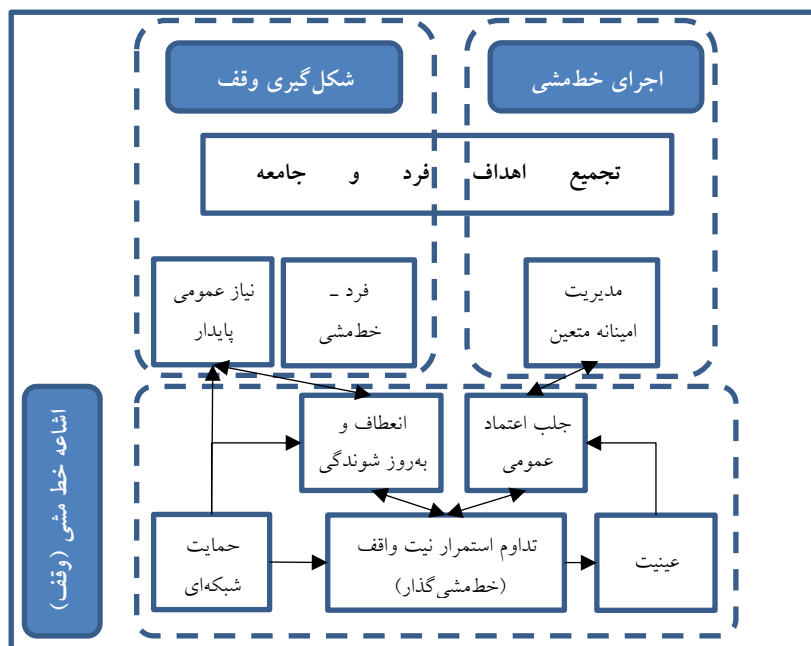 اجرای خط‌مشی
شکل‌گیری وقف
تجمیع اهداف فرد و جامعه
مدیریت
امینانه متعین
فرد ـ
خط‌مشی
نیاز عمومی
پایدار
اشاعه خط مشی (وقف)
جلب اعتماد
عمومی
انعطاف و
به‌روز شوندگی
عینیت
تداوم استمرار نیت واقف
(خط‌مشی‌گذار)
حمایت
شبکه‌ای